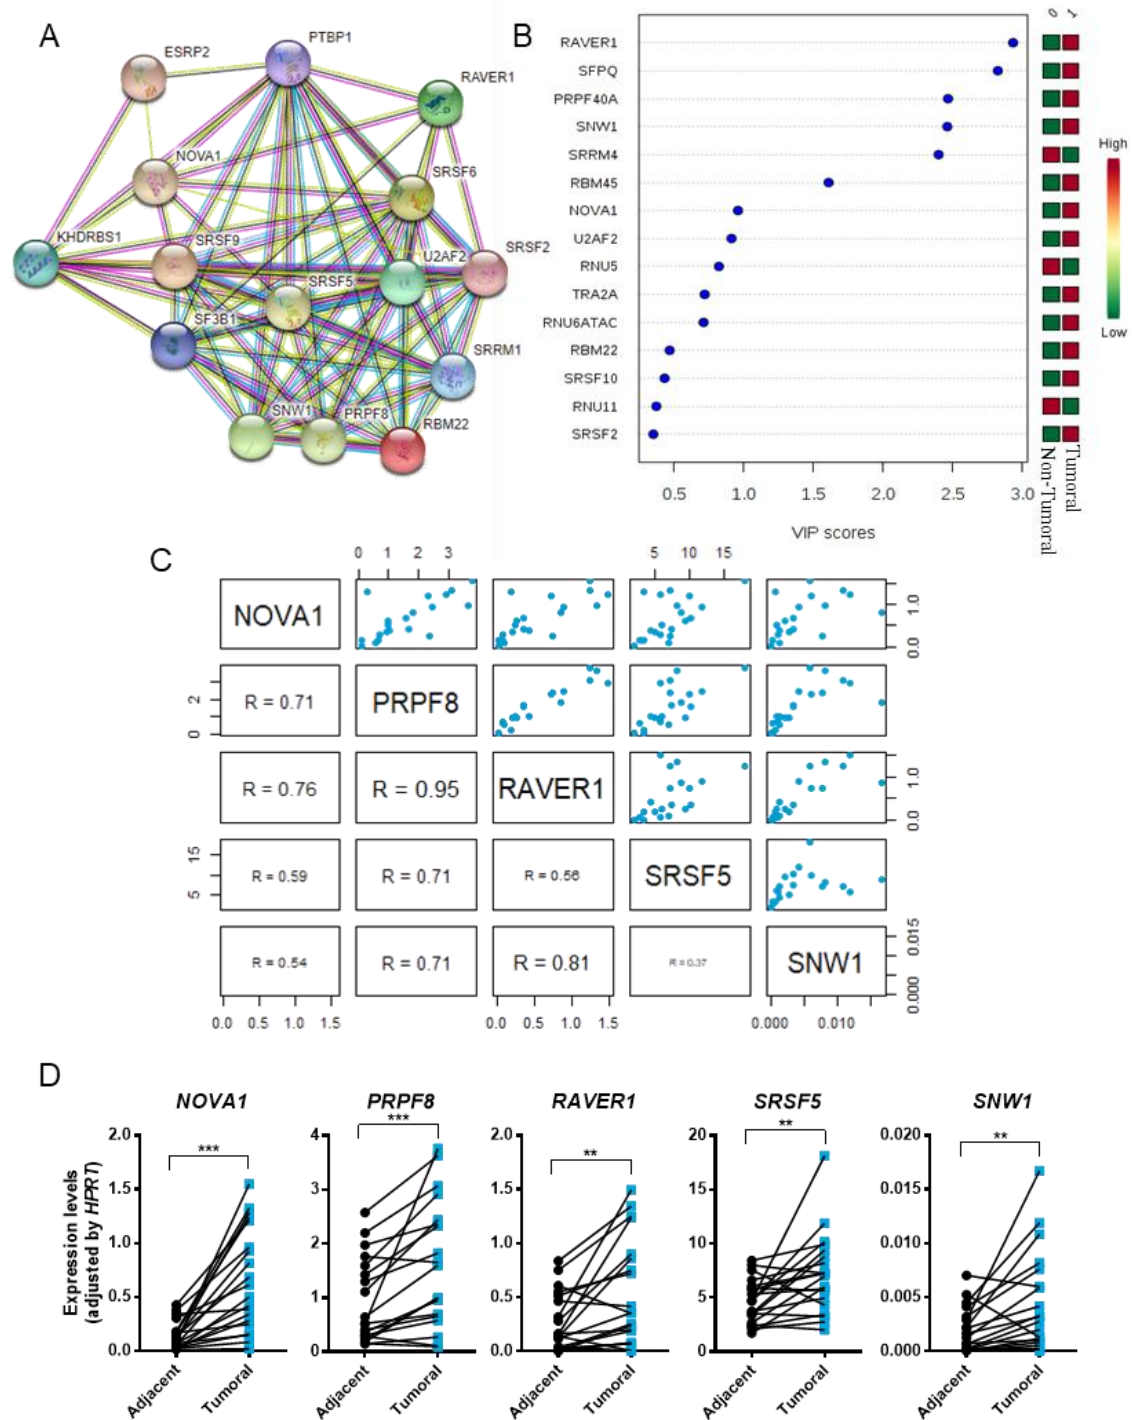 A
ESRP2
PTBP1
RAVER1
NOVA1
SRSF6
KHDRBS1
SRSF9
U2AF2
SRSF2
SRSF5
SF3B1
SRRM1
SNW1
PRPF8
RBM22
B
0 1
RAVER1
SFPQ
PRPF40A
SNW1
SRRM4
RBM45
NOVA1
U2AF2
RNU5
TRA2A
RNU6ATAC
RBM22
SRSF10
RNU11
SRSF2
High
Low
0.5 1.0 1.5 2.0 2.5 3.0
VIP scores
Non-Tumoral
Tumoral
C
0 1 2 3
5 10 15
NOVA1
0.0 1.0
0 2
R = 0.71
PRPF8
R = 0.76
R = 0.95
RAVER1
0.0 1.0
5 15
R = 0.59
R = 0.71
R = 0.56
SRSF5
R = 0.54
R = 0.71
R = 0.81
R = 0.37
SNW1
0.000 0.015
0.0 0.5 1.0 1.5
0.0 0.5 1.0 1.5
0.000 0.010
D
Expression levels
(adjusted by HPRT)
NOVA1
***
2.0
1.5
1.0
0.5
0.0
Adjacent
Tumoral
PRPF8
***
4
3
2
1
0
Adjacent
Tumoral
RAVER1
**
2.0
1.5
1.0
0.5
0.0
Adjacent
Tumoral
SRSF5
**
20
15
10
5
0
Adjacent
Tumoral
SNW1
**
0.020
0.015
0.010
0.005
0.000
Adjacent
Tumoral